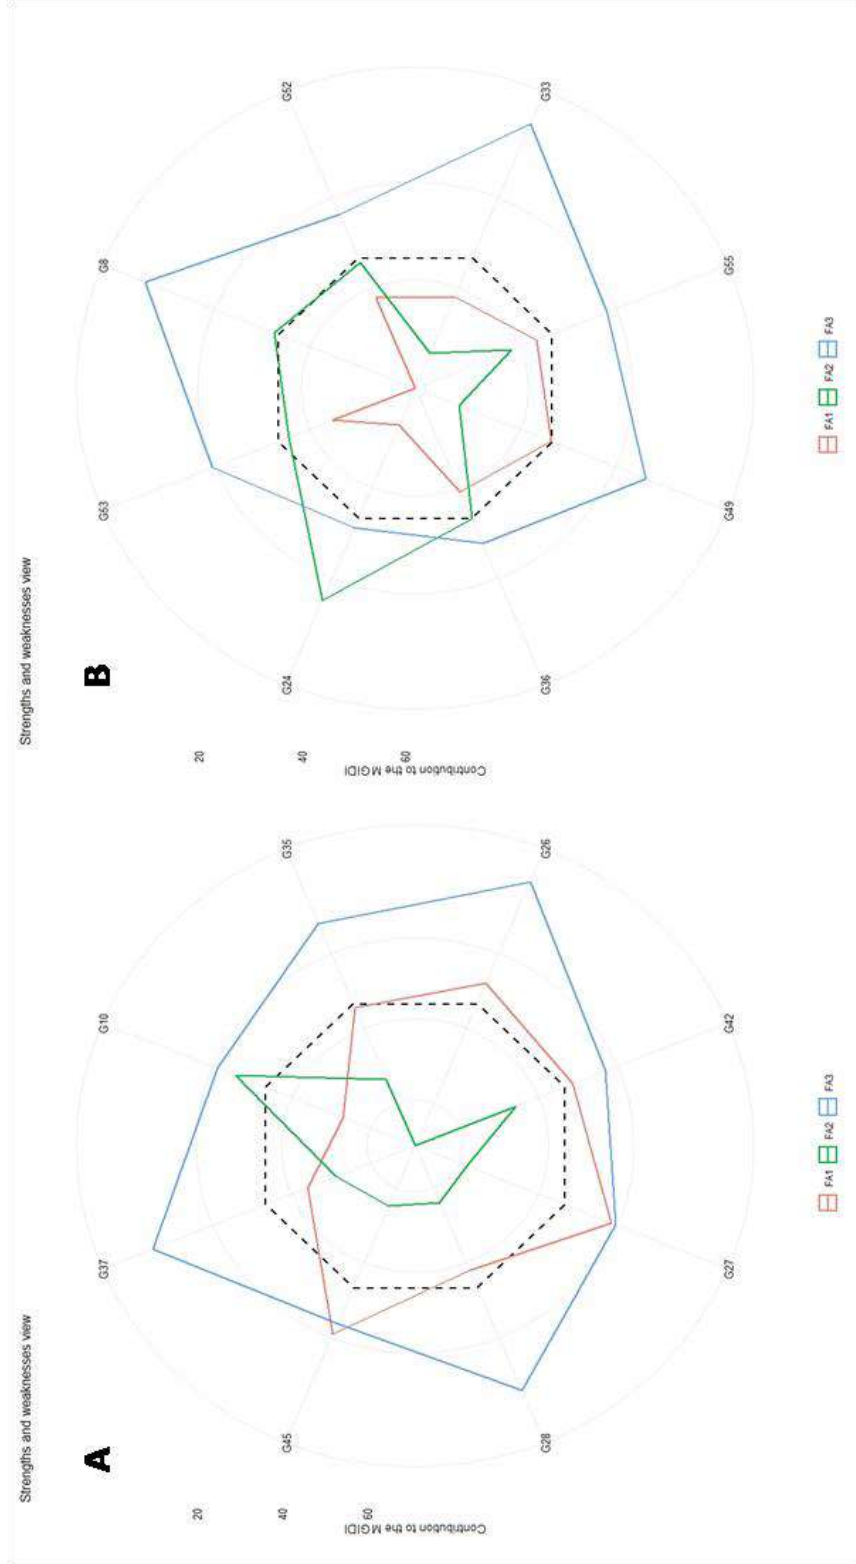 Strengths and weaknesses view
A
G37
G10
20
G45
G35
40
60
Contribution to the MGIDI
G28
G26
G27
G42
FA1
FA2
FA3
Strengths and weaknesses view
B
G63
G8
20
G24
G52
40
60
Contribution to the MGIDI
G36
G33
G49
G55
FA1
FA2
FA3